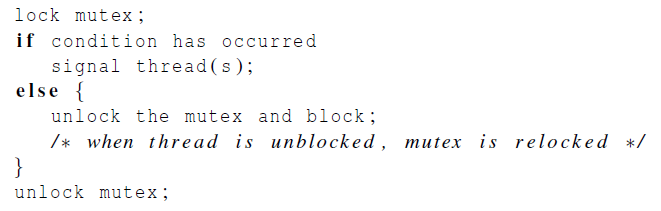 lock mutex;
if condition has occurred
   signal thread(s);
else {
   unlock the mutex and block;
   /* when thread is unblocked, mutex is relocked */
}
unlock mutex;